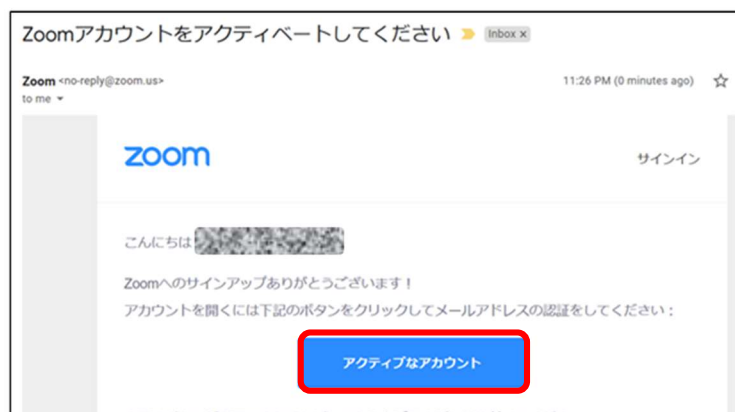 Zoomアカウントをアクティベートしてください Inbox x
Zoom <no-reply@zoom.us> 11:26 PM (0 minutes ago)
to me
zoom サインイン
こんにちは
Zoomへのサインアップありがとうございます！
アカウントを開くには下記のボタンをクリックしてメールアドレスの認証をしてください：
アクティブなアカウント